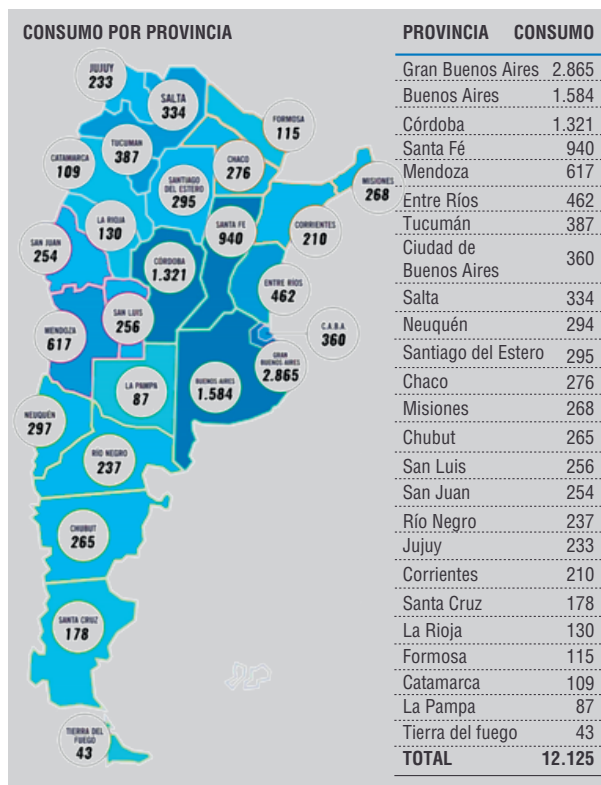 CONSUMO POR PROVINCIA
JUJUY
233
SALTA
334
FORMOSA
115
TUCUMAN
387
CATAMARCA
109
CHACO
276
SANTIAGO
DEL ESTERO
295
MISIONES
268
LA RIOJA
130
SANTA FE
940
CORRIENTES
210
SAN JUAN
254
CÓRDOBA
1.321
ENTRE RÍOS
462
SAN LUIS
256
MENDOZA
617
C.A.B.A
360
GRAN
BUENOS AIRES
2.865
LA PAMPA
87
BUENOS AIRES
1.584
NEUQUÉN
297
RÍO NEGRO
237
CHUBUT
265
SANTA CRUZ
178
TIERRA DEL
FUEGO
43
PROVINCIA CONSUMO
Gran Buenos Aires 2.865
Buenos Aires 1.584
Córdoba 1.321
Santa Fé 940
Mendoza 617
Entre Ríos 462
Tucumán 387
Ciudad de
Buenos Aires 360
Salta 334
Neuquén 294
Santiago del Estero 295
Chaco 276
Misiones 268
Chubut 265
San Luis 256
San Juan 254
Río Negro 237
Jujuy 233
Corrientes 210
Santa Cruz 178
La Rioja 130
Formosa 115
Catamarca 109
La Pampa 87
Tierra del fuego 43
TOTAL 12.125